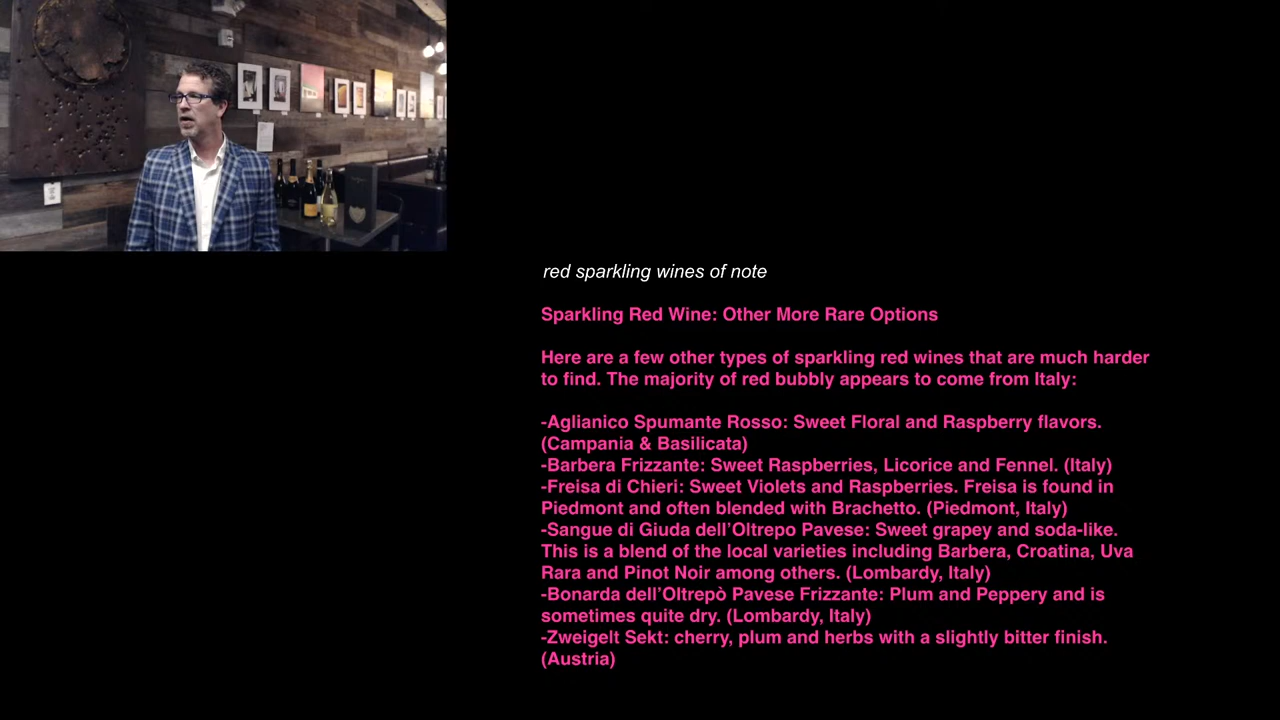 red sparkling wines of note
Sparkling Red Wine: Other More Rare Options
Here are a few other types of sparkling red wines that are much harder
to find. The majority of red bubbly appears to come from Italy:
-Aglianico Spumante Rosso: Sweet Floral and Raspberry flavors.
(Campania & Basilicata)
-Barbera Frizzante: Sweet Raspberries, Licorice and Fennel. (Italy)
-Freisa di Chieri: Sweet Violets and Raspberries. Freisa is found in
Piedmont and often blended with Brachetto. (Piedmont, Italy)
-Sangue di Giuda dell’Oltrepo Pavese: Sweet grapey and soda-like.
This is a blend of the local varieties including Barbera, Croatina, Uva
Rara and Pinot Noir among others. (Lombardy, Italy)
-Bonarda dell’Oltrepò Pavese Frizzante: Plum and Peppery and is
sometimes quite dry. (Lombardy, Italy)
-Zweigelt Sekt: cherry, plum and herbs with a slightly bitter finish.
(Austria)